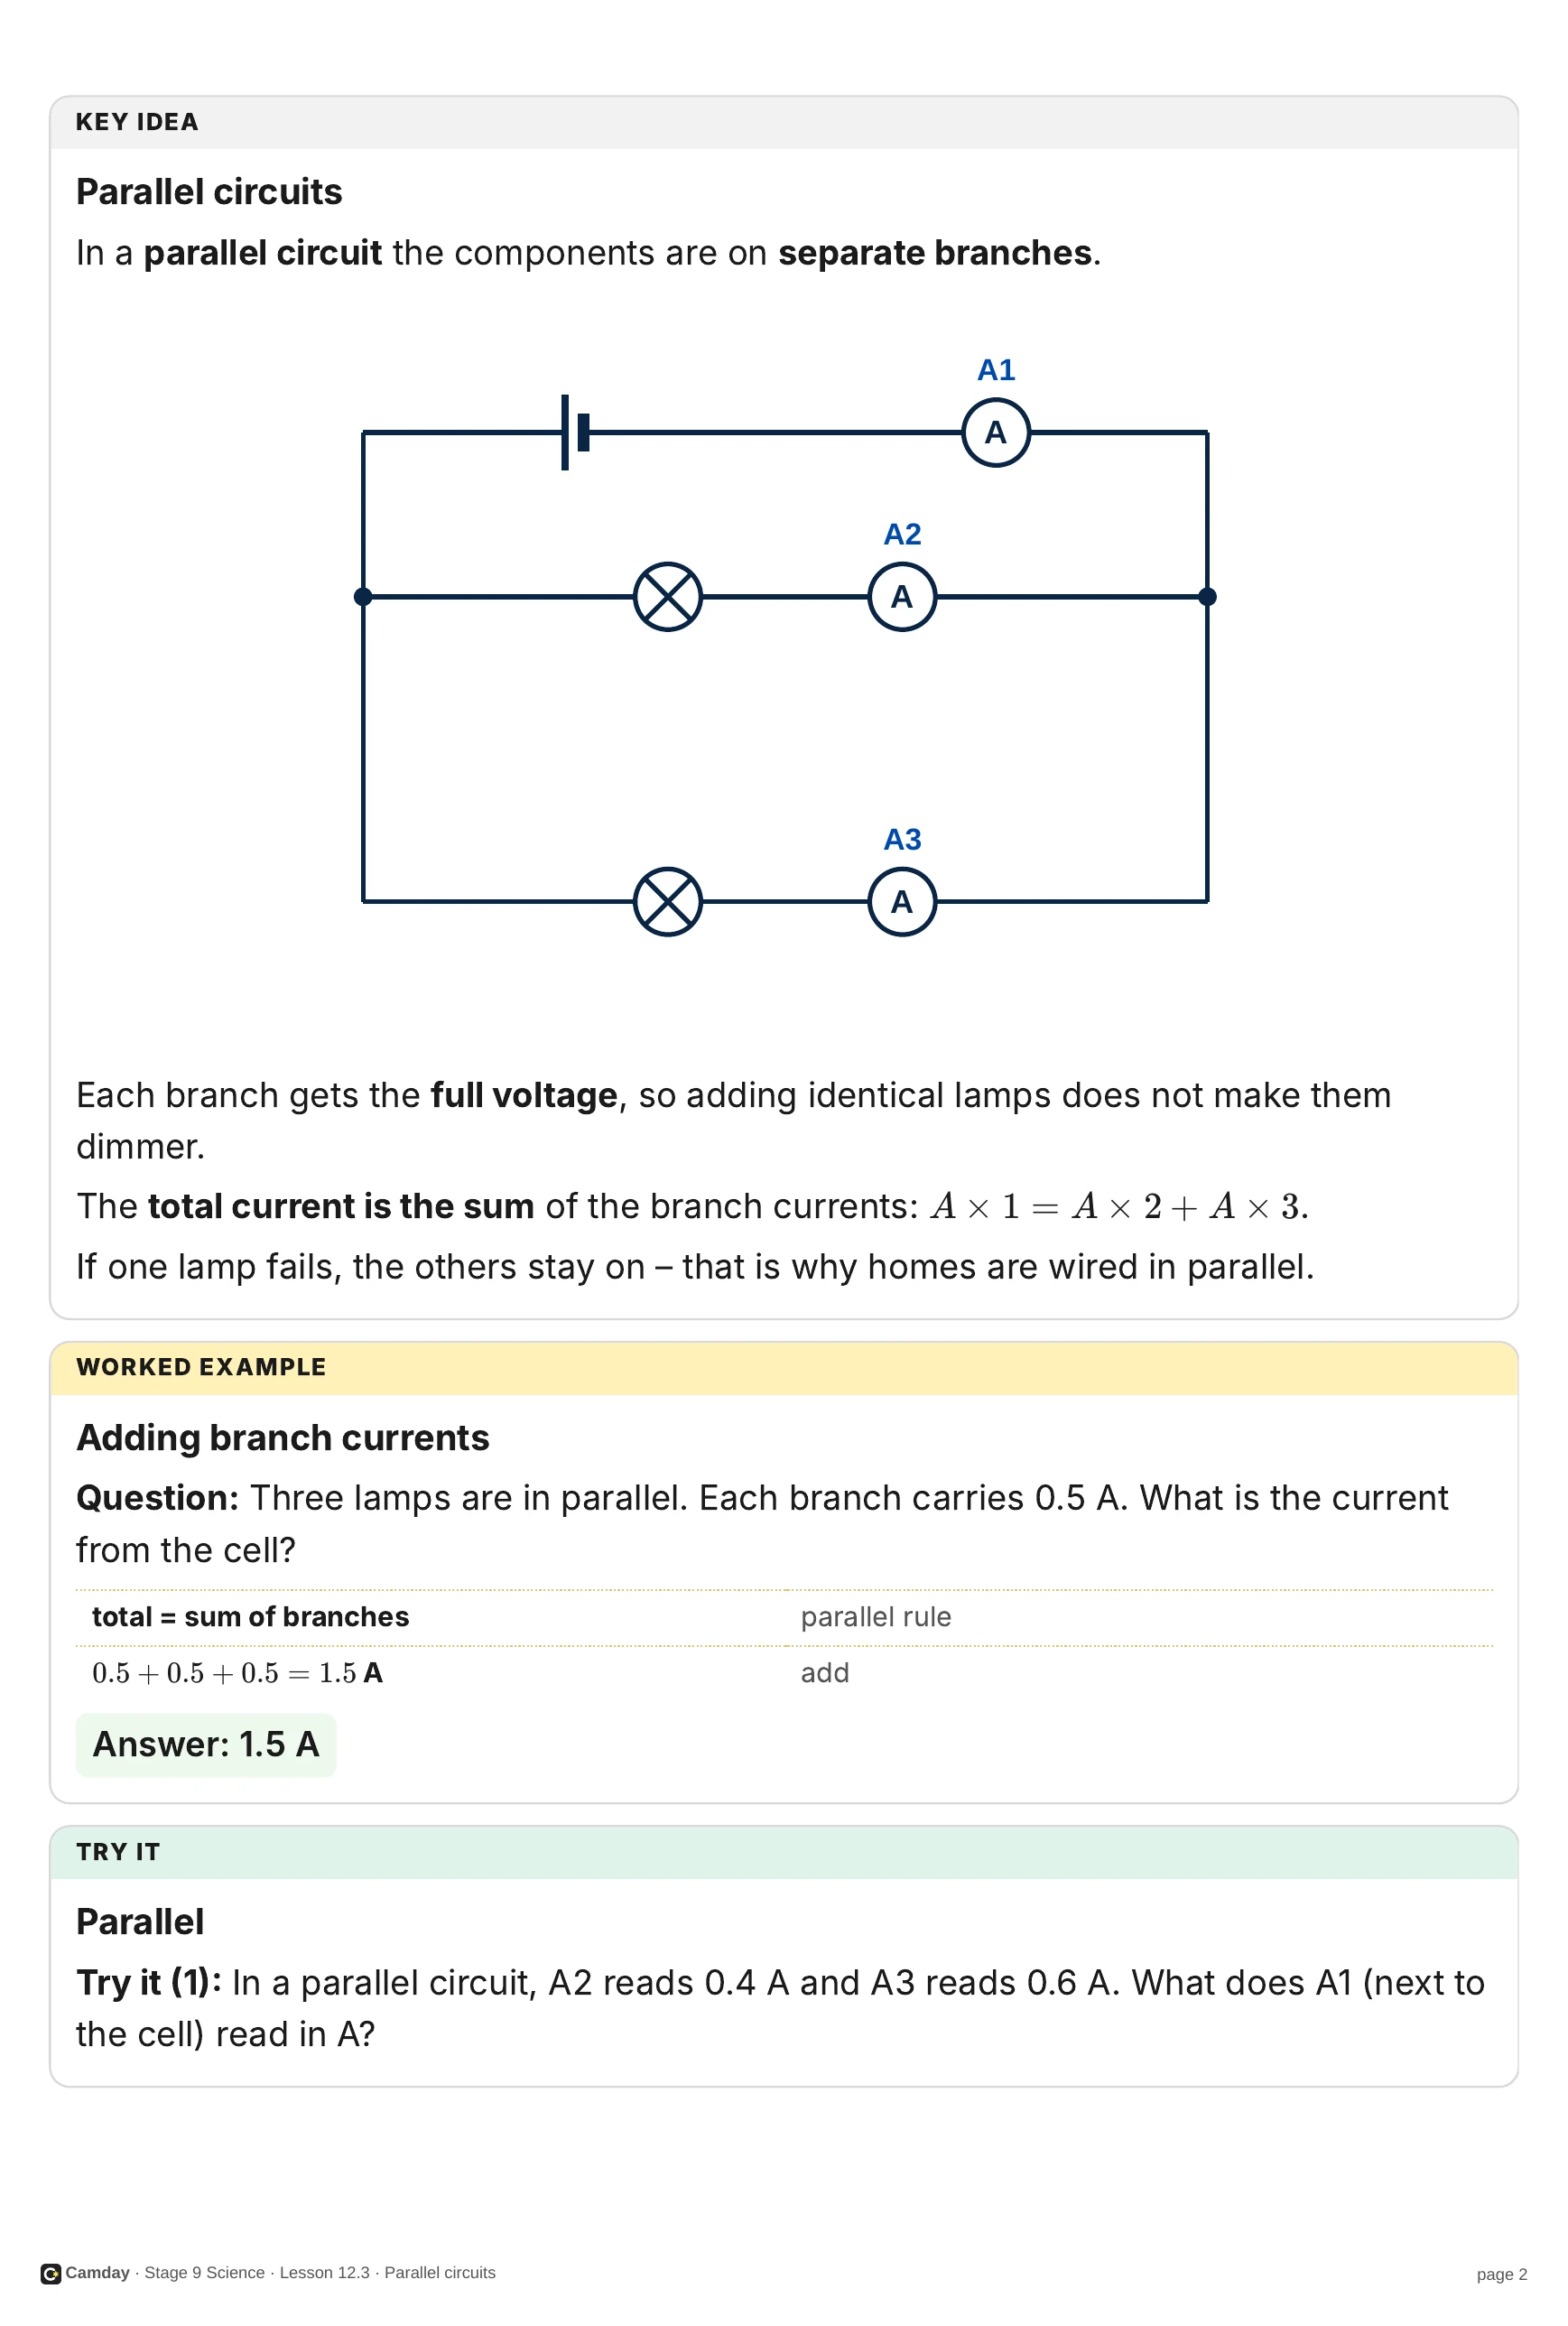 KEY IDEA
Parallel circuits
In a parallel circuit the components are on separate branches.
A1
A
A2
A
A3
A
Each branch gets the full voltage, so adding identical lamps does not make them
dimmer.
The total current is the sum of the branch currents: A × 1 = A × 2 + A × 3.
If one lamp fails, the others stay on – that is why homes are wired in parallel.
WORKED EXAMPLE
Adding branch currents
Question: Three lamps are in parallel. Each branch carries 0.5 A. What is the current
from the cell?
total = sum of branches parallel rule
0.5 + 0.5 + 0.5 = 1.5 A add
Answer: 1.5 A
TRY IT
Parallel
Try it (1): In a parallel circuit, A2 reads 0.4 A and A3 reads 0.6 A. What does A1 (next to
the cell) read in A?
Camday · Stage 9 Science · Lesson 12.3 · Parallel circuits page 2